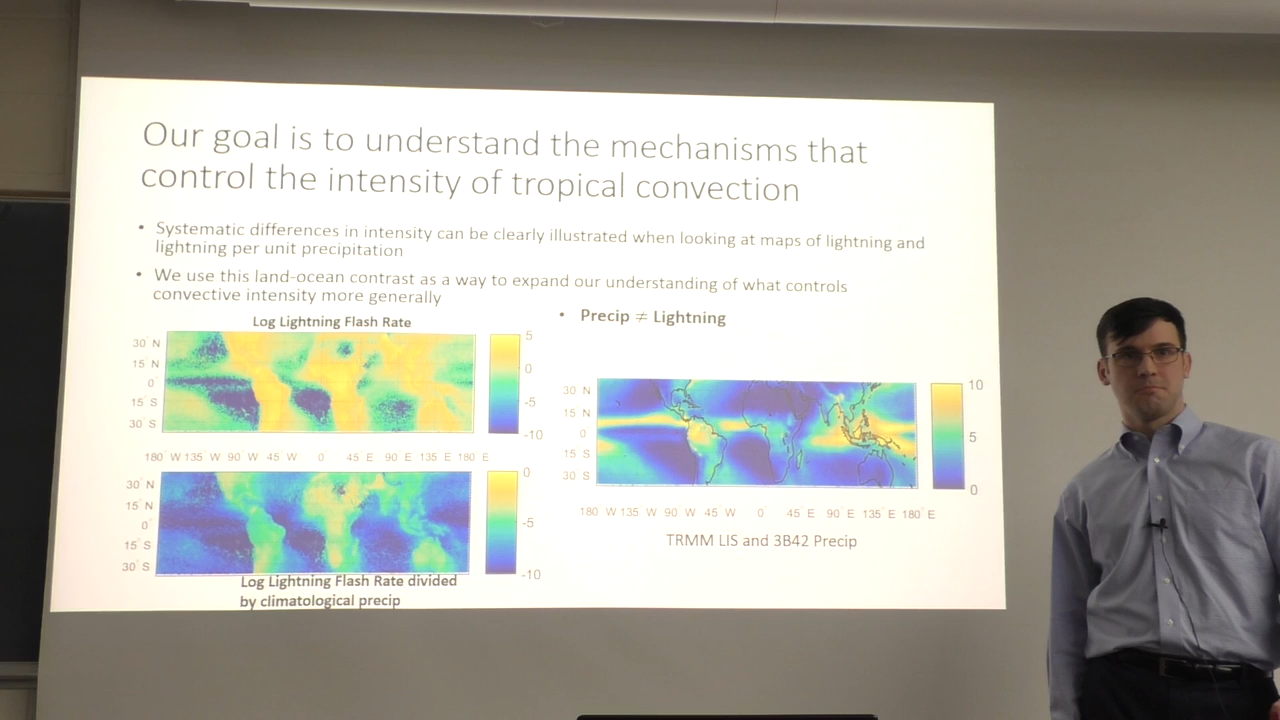 Our goal is to understand the mechanisms that
control the intensity of tropical convection
• Systematic differences in intensity can be clearly illustrated when looking at maps of lightning and
lightning per unit precipitation
• We use this land-ocean contrast as a way to expand our understanding of what controls
convective intensity more generally
Log Lightning Flash Rate
30° N
15° N
0°
15° S
30° S
180° W 135° W 90° W 45° W 0° 45° E 90° E 135° E 180° E
5
0
-5
-10
30° N
15° N
0°
15° S
30° S
0
-5
-10
Log Lightning Flash Rate divided
by climatological precip
• Precip ≠ Lightning
30° N
15° N
0°
15° S
30° S
180° W 135° W 90° W 45° W 0° 45° E 90° E 135° E 180° E
10
5
0
TRMM LIS and 3B42 Precip